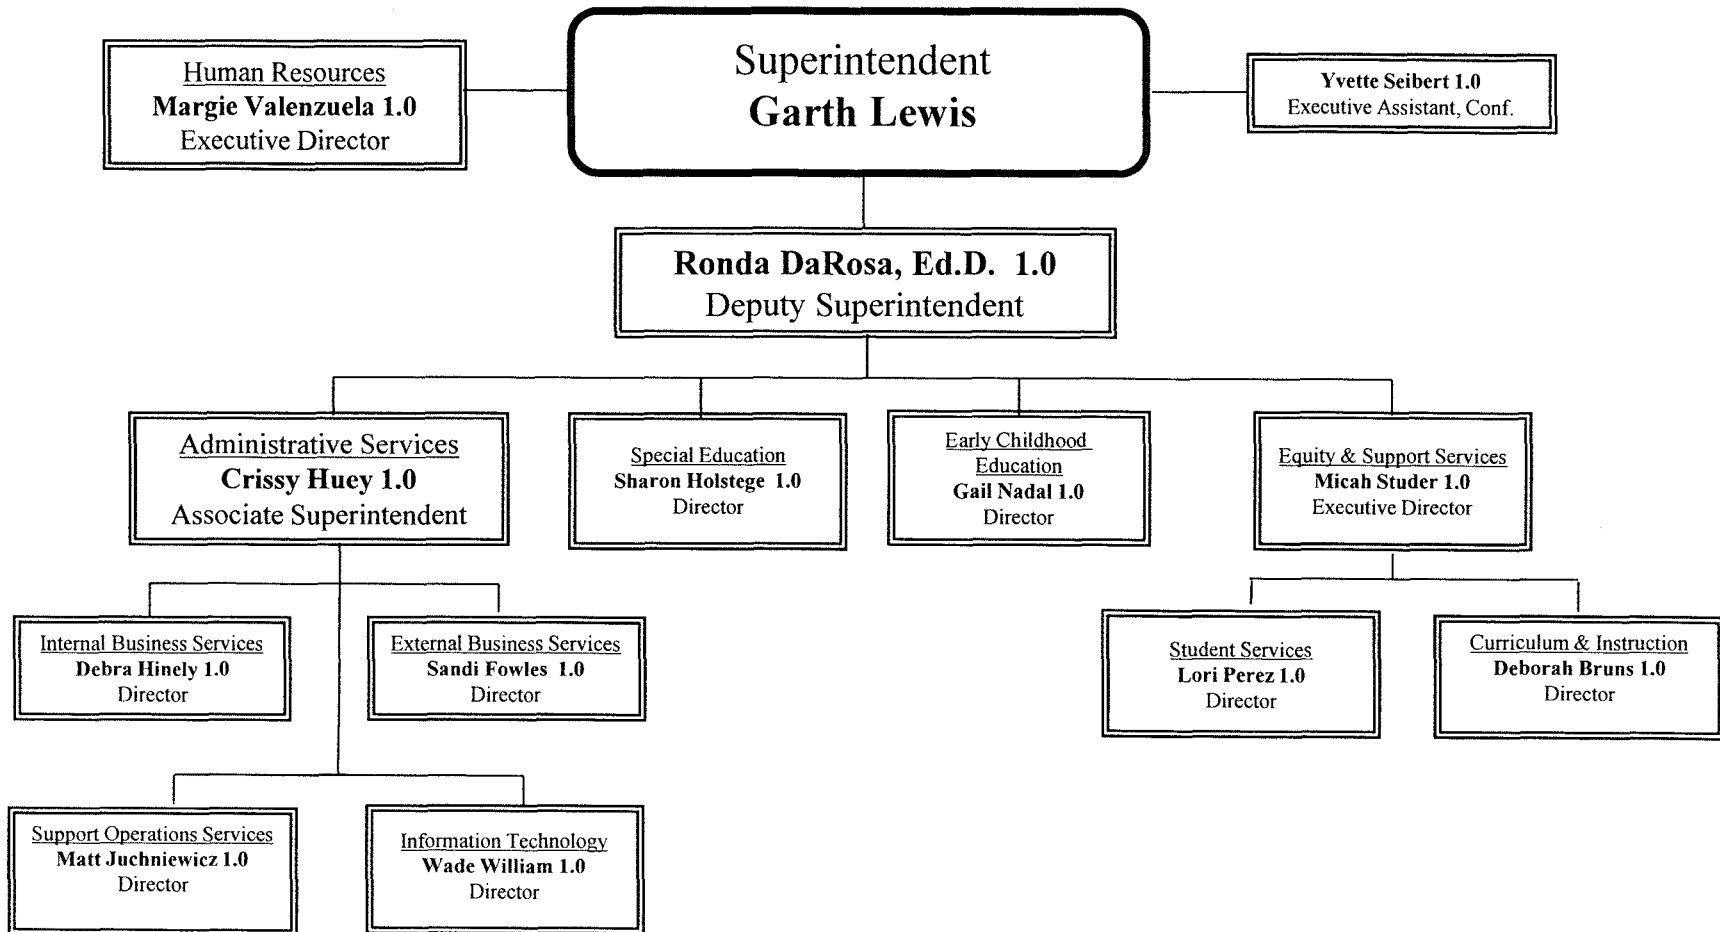 Human Resources
Margie Valenzuela 1.0
Executive Director
Superintendent
Garth Lewis
Yvette Seibert 1.0
Executive Assistant, Conf.
Ronda DaRosa, Ed.D. 1.0
Deputy Superintendent
Administrative Services
Crissy Huey 1.0
Associate Superintendent
Special Education
Sharon Holstege 1.0
Director
Early Childhood
Education
Gail Nadal 1.0
Director
Equity & Support Services
Micah Studer 1.0
Executive Director
Internal Business Services
Debra Hinely 1.0
Director
External Business Services
Sandi Fowles 1.0
Director
Student Services
Lori Perez 1.0
Director
Curriculum & Instruction
Deborah Bruns 1.0
Director
Support Operations Services
Matt Juchniewicz 1.0
Director
Information Technology
Wade William 1.0
Director